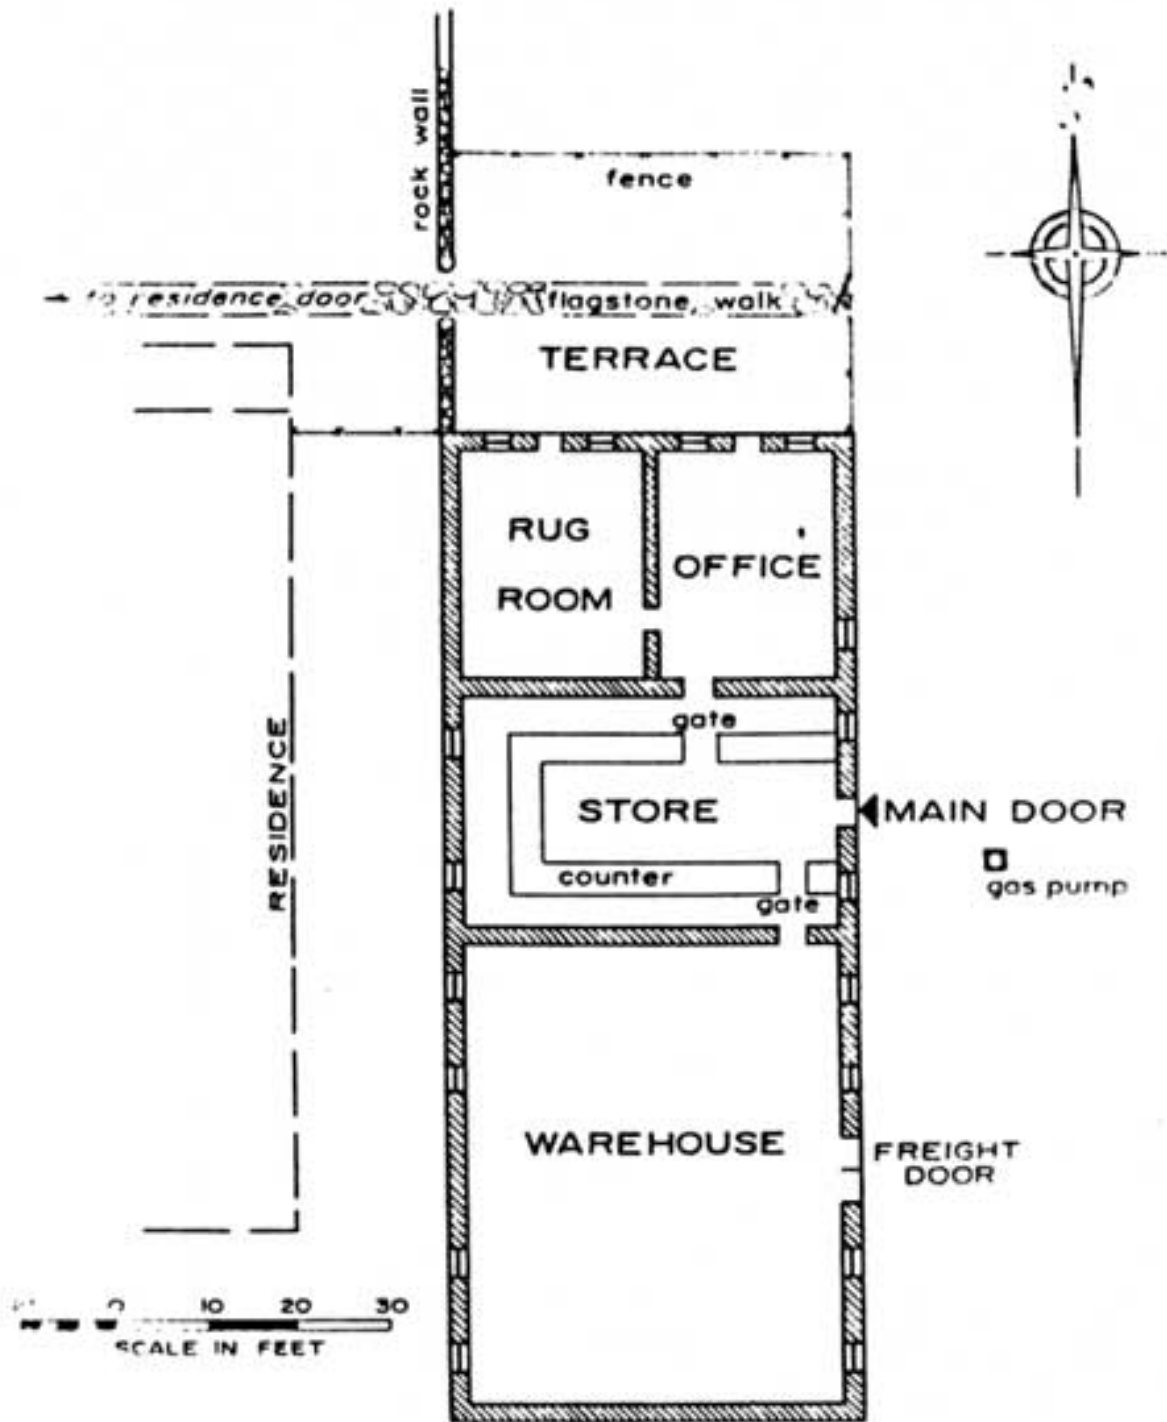 rock wall
fence
to residence door
flagstone walk
TERRACE
RUG
ROOM
OFFICE
gate
RESIDENCE
STORE
MAIN DOOR
counter
gas pump
gate
WAREHOUSE
FREIGHT
DOOR
0 10 20 30
SCALE IN FEET